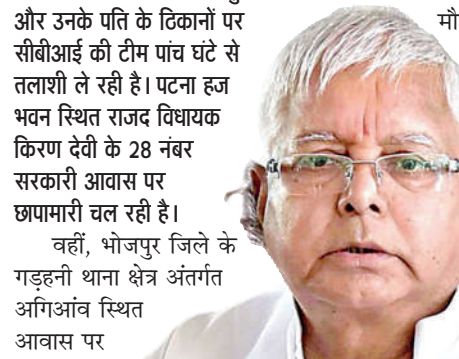 और उनके पति के ठिकानों पर
सीबीआई की टीम पांच घंटे से
तलाशी ले रही है। पटना हज
भवन स्थित राजद विधायक
किरण देवी के 28 नंबर
सरकारी आवास पर
छापामारी चल रही है।
वहीं, भोजपुर जिले के
गड़हनी थाना क्षेत्र अंतर्गत
अगिआंव स्थित
आवास पर
मौ